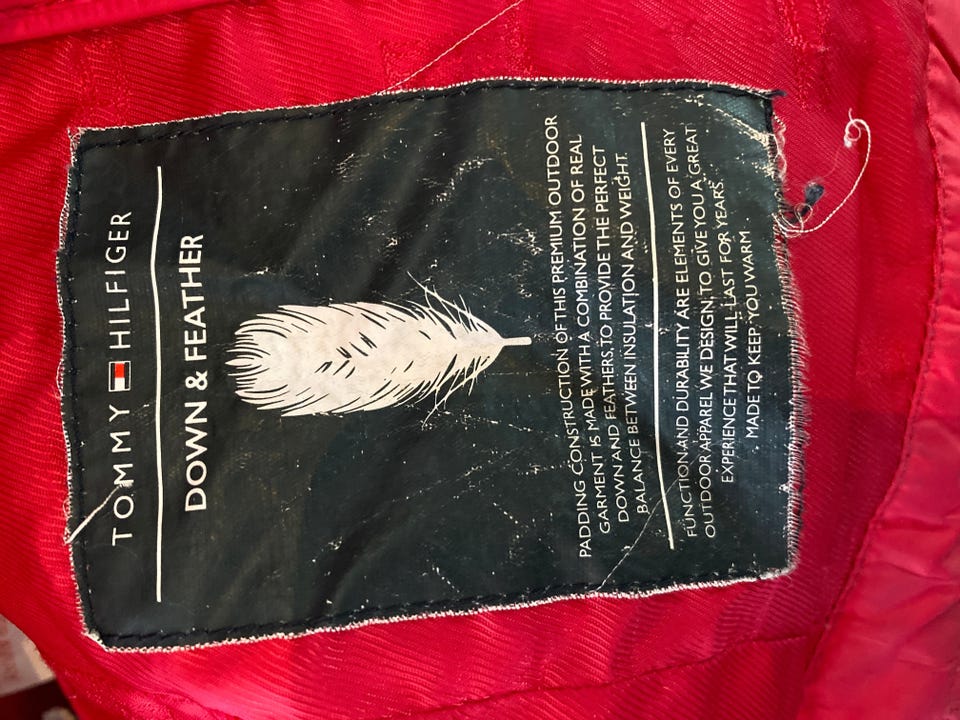 TOMMY HILFIGER
DOWN & FEATHER
PADDING CONSTRUCTION OF THIS PREMIUM OUTDOOR
GARMENT IS MADE WITH A COMBINATION OF REAL
DOWN AND FEATHERS, TO PROVIDE THE PERFECT
BALANCE BETWEEN INSULATION AND WEIGHT.
FUNCTION AND DURABILITY ARE ELEMENTS OF EVERY
OUTDOOR APPAREL WE DESIGN, TO GIVE YOU A GREAT
EXPERIENCE THAT WILL LAST FOR YEARS.
MADE TO KEEP YOU WARM